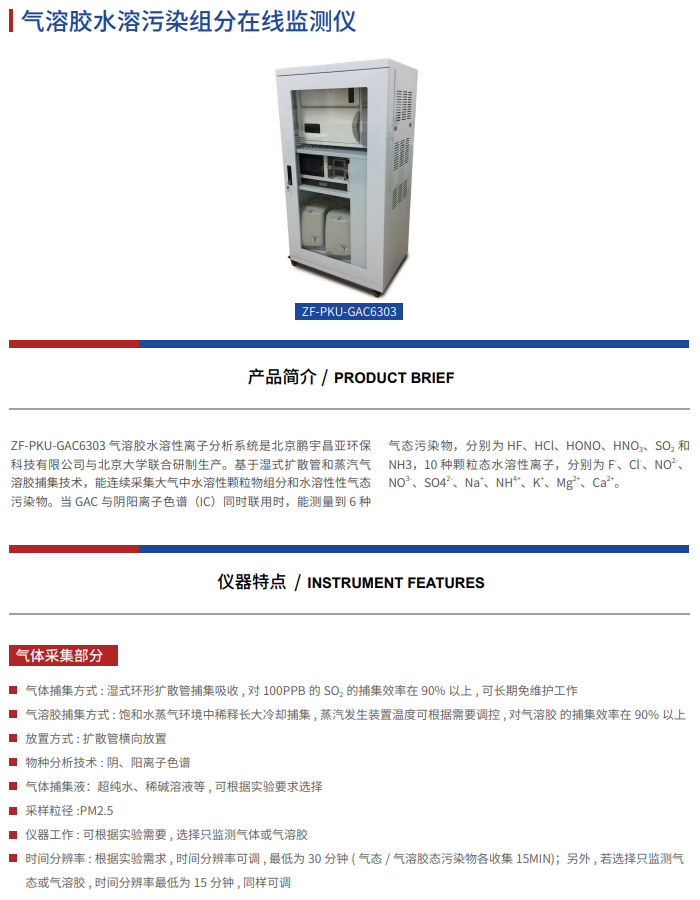 气溶胶水溶污染组分在线监测仪
ZF-PKU-GAC6303
产品简介 / PRODUCT BRIEF
ZF-PKU-GAC6303 气溶胶水溶性离子分析系统是北京鹏宇昌亚环保
科技有限公司与北京大学联合研制生产。基于湿式扩散管和蒸汽气
溶胶捕集技术，能连续采集大气中水溶性颗粒物组分和水溶性性气态
污染物。当 GAC 与阴阳离子色谱（IC）同时联用时，能测量到 6 种
气态污染物，分别为 HF、HCl、HONO、HNO₃、SO₂ 和
NH3，10 种颗粒态水溶性离子，分别为 F⁻、Cl⁻、NO²⁻、
NO³⁻、SO4²⁻、Na⁺、NH⁴⁺、K⁺、Mg²⁺、Ca²⁺。
仪器特点 / INSTRUMENT FEATURES
气体采集部分
气体捕集方式 : 湿式环形扩散管捕集吸收 , 对 100PPB 的 SO₂ 的捕集效率在 90% 以上 , 可长期免维护工作
气溶胶捕集方式 : 饱和水蒸气环境中稀释长大冷却捕集 , 蒸汽发生装置温度可根据需要调控 , 对气溶胶 的捕集效率在 90% 以上
放置方式 : 扩散管横向放置
物种分析技术 : 阴、阳离子色谱
气体捕集液：超纯水、稀碱溶液等 , 可根据实验要求选择
采样粒径 :PM2.5
仪器工作 : 可根据实验需要 , 选择只监测气体或气溶胶
时间分辨率 : 根据实验需求 , 时间分辨率可调 , 最低为 30 分钟 ( 气态 / 气溶胶态污染物各收集 15MIN)；另外 , 若选择只监测气
态或气溶胶 , 时间分辨率最低为 15 分钟 , 同样可调